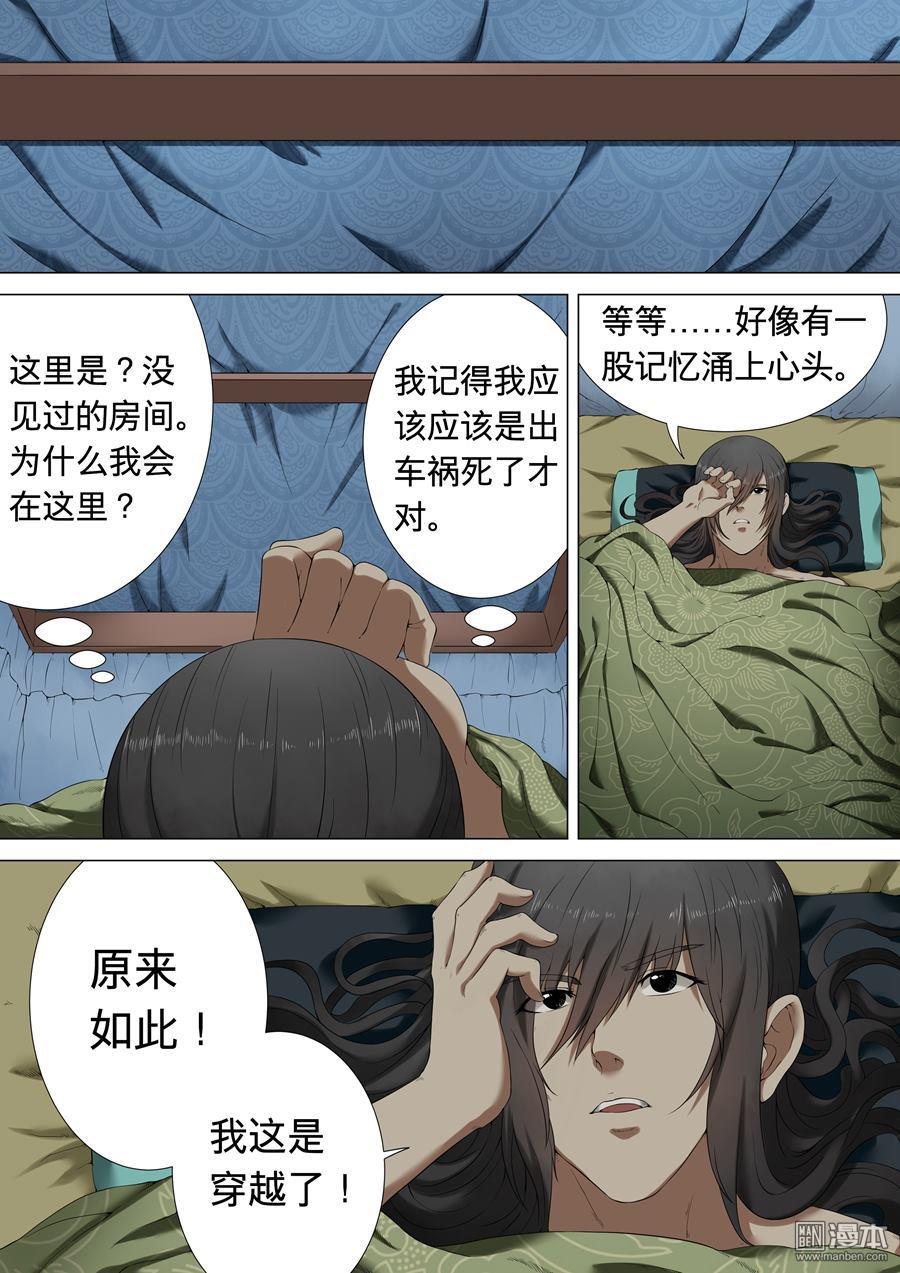 这里是？没
见过的房间。
为什么我会
在这里？
我记得我应
该应该是出
车祸死了才
对。
等等……好像有一
股记忆涌上心头。
原来
如此！
我这是
穿越了！
MAN
BEN
漫本
www.manben.com